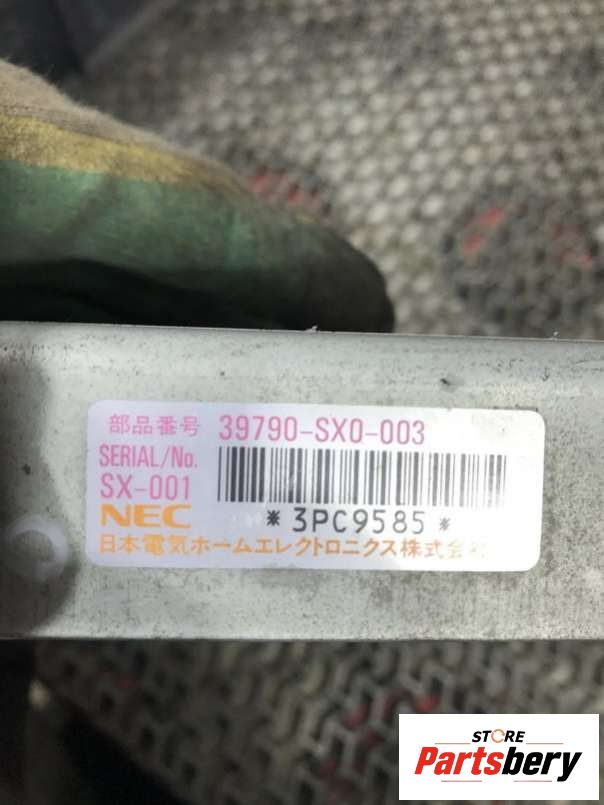 部品番号 39790-SX0-003
SERIAL/No.
SX-001
NEC *3PC9585*
日本電気ホームエレクトロニクス株式会社
STORE
Partsbery